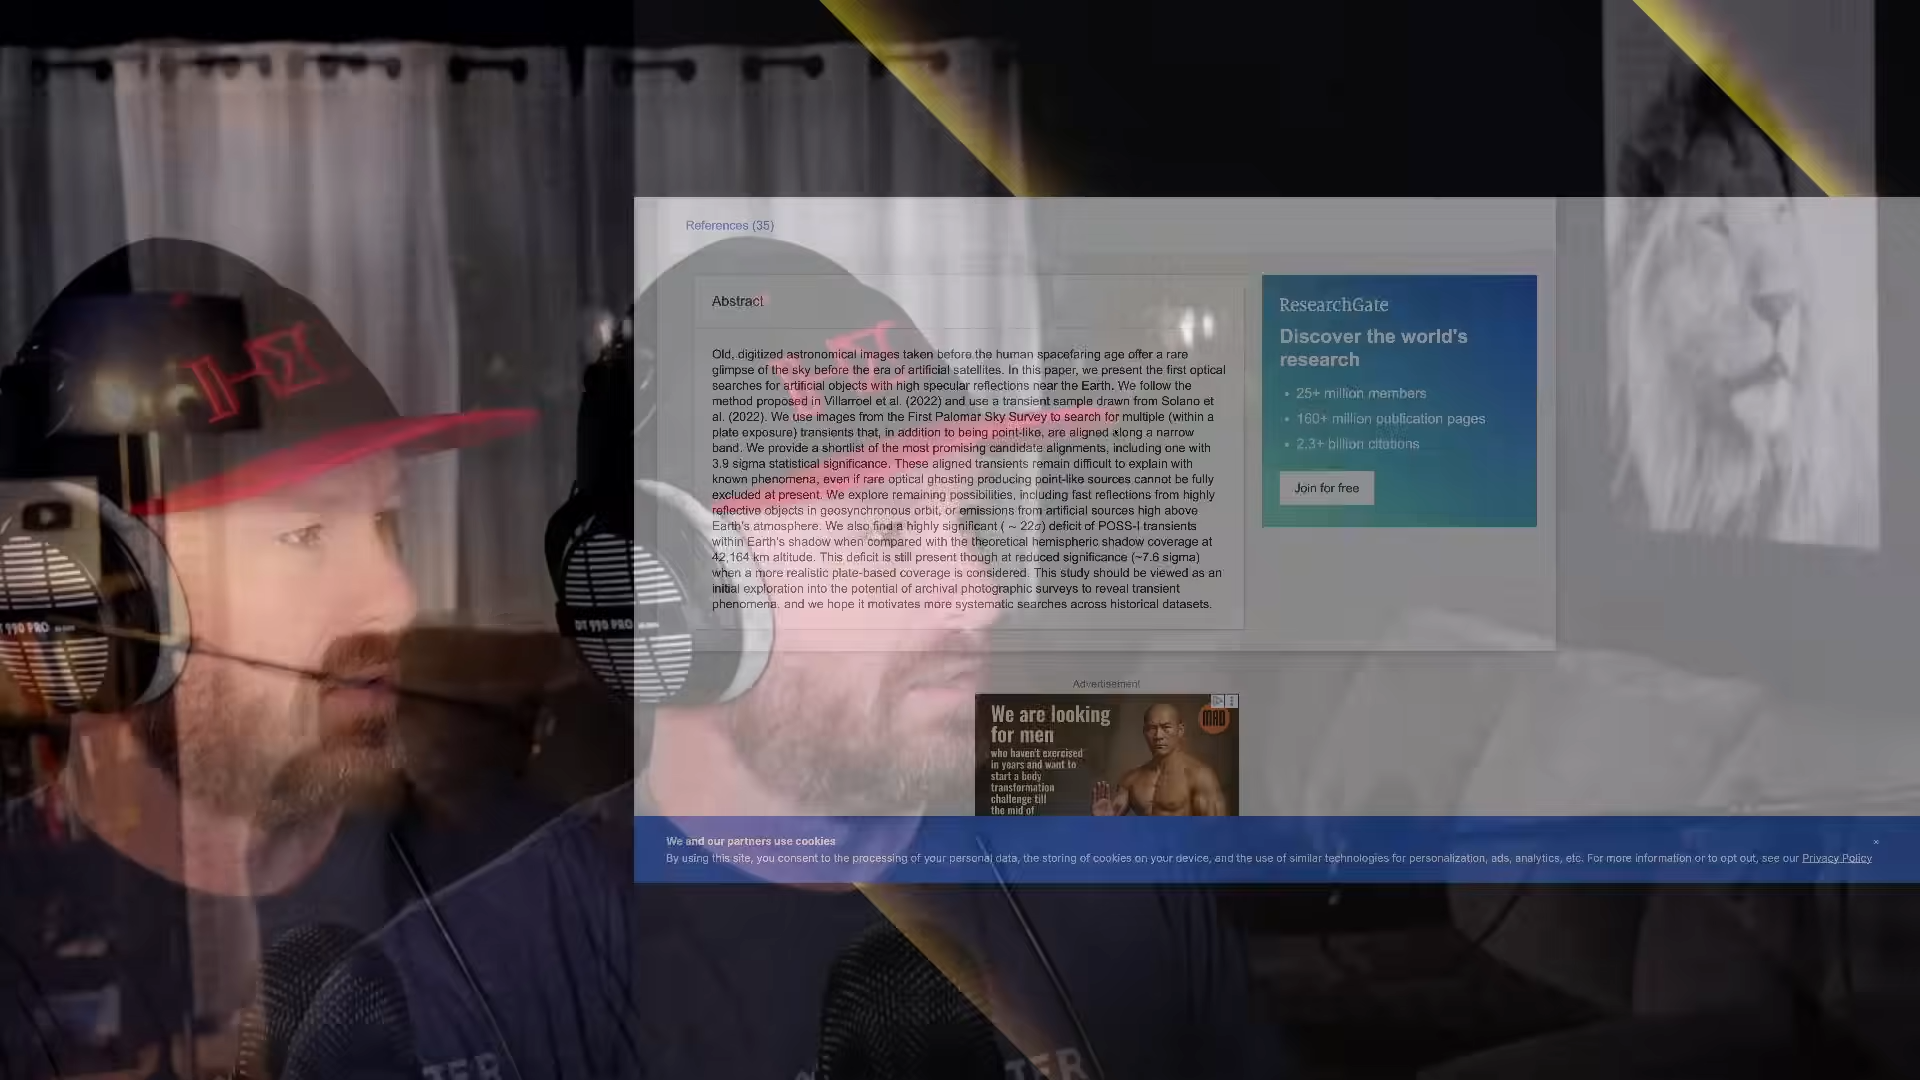 References (35)
Abstract
Old, digitized astronomical images taken before the human spacefaring age offer a rare
glimpse of the sky before the era of artificial satellites. In this paper, we present the first optical
searches for artificial objects with high specular reflections near the Earth. We follow the
method proposed in Villarroel et al. (2022) and use a transient sample drawn from Solano et
al. (2022). We use images from the First Palomar Sky Survey to search for multiple (within a
plate exposure) transients that, in addition to being point-like, are aligned along a narrow
band. We provide a shortlist of the most promising candidate alignments, including one with
3.9 sigma statistical significance. These aligned transients remain difficult to explain with
known phenomena, even if rare optical ghosting producing point-like sources cannot be fully
excluded at present. We explore remaining possibilities, including fast reflections from highly
reflective objects in geosynchronous orbit, or emissions from artificial sources high above
Earth's atmosphere. We also find a highly significant ( ~ 22σ) deficit of POSS-I transients
within Earth's shadow when compared with the theoretical hemispheric shadow coverage at
42,164 km altitude. This deficit is still present though at reduced significance (~7.6 sigma)
when a more realistic plate-based coverage is considered. This study should be viewed as an
initial exploration into the potential of archival photographic surveys to reveal transient
phenomena, and we hope it motivates more systematic searches across historical datasets.
ResearchGate
Discover the world's
research
• 25+ million members
• 160+ million publication pages
• 2.3+ billion citations
Join for free
DT 990 PRO
DT 990 PRO
Advertisement
We are looking
for men
who haven't exercised
in years and want to
start a body
transformation
challenge till
the mid of
MAD
We and our partners use cookies
By using this site, you consent to the processing of your personal data, the storing of cookies on your device, and the use of similar technologies for personalization, ads, analytics, etc. For more information or to opt out, see our Privacy Policy
×
TER
TER